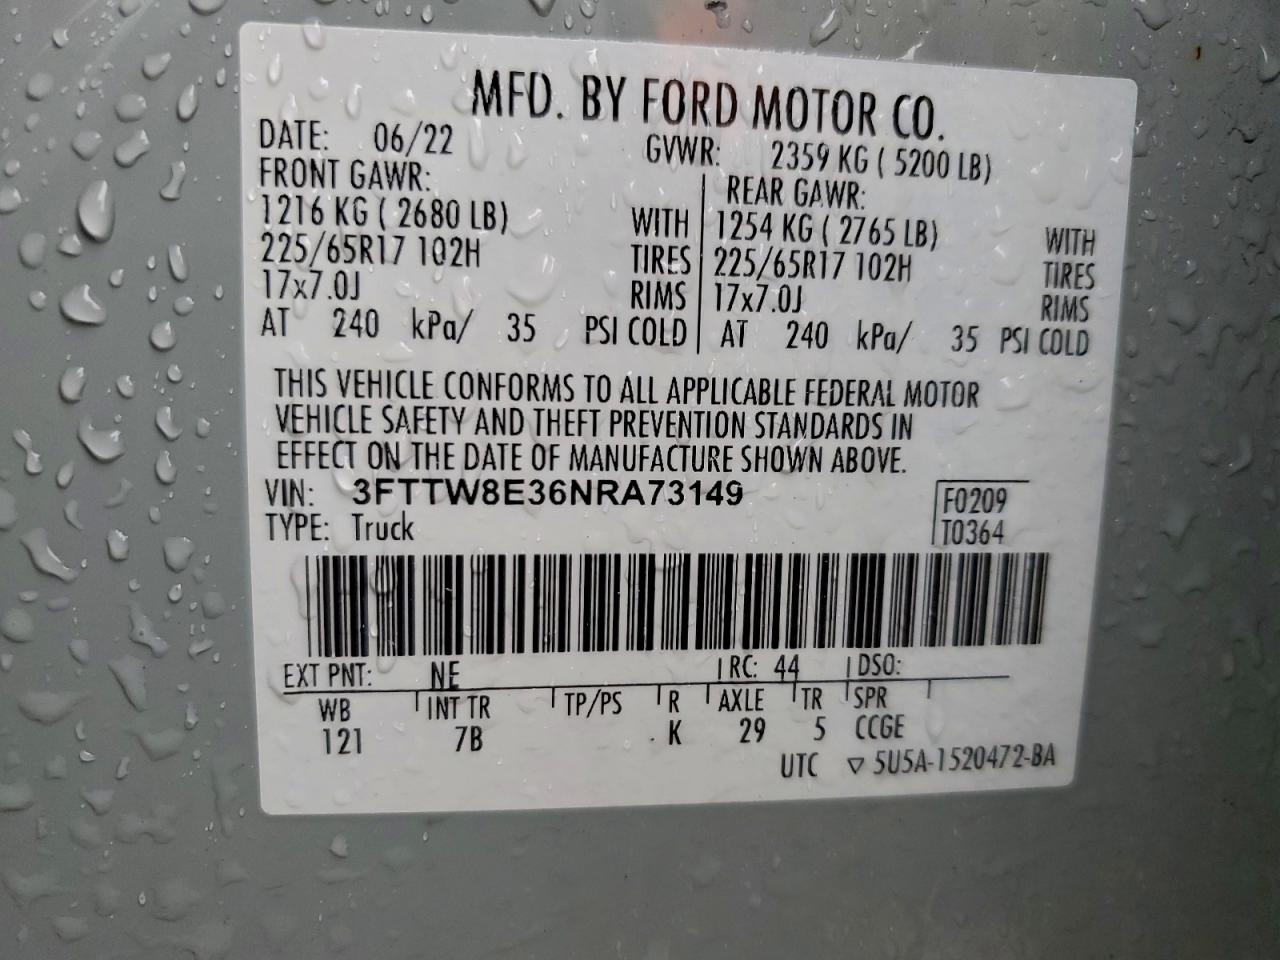 MFD. BY FORD MOTOR CO.
DATE: 06/22 GVWR: 2359 KG ( 5200 LB)
FRONT GAWR: REAR GAWR:
1216 KG ( 2680 LB) WITH 1254 KG ( 2765 LB) WITH
225/65R17 102H TIRES 225/65R17 102H TIRES
17x7.0J RIMS 17x7.0J RIMS
AT 240 kPa/ 35 PSI COLD AT 240 kPa/ 35 PSI COLD
THIS VEHICLE CONFORMS TO ALL APPLICABLE FEDERAL MOTOR
VEHICLE SAFETY AND THEFT PREVENTION STANDARDS IN
EFFECT ON THE DATE OF MANUFACTURE SHOWN ABOVE.
VIN: 3FTTW8E36NRA73149 F0209
TYPE: Truck T0364
EXT PNT: NE RC: 44 DSO:
WB INT TR TP/PS R AXLE TR SPR
121 7B K 29 5 CCGE
UTC ▽ 5U5A-1520472-BA